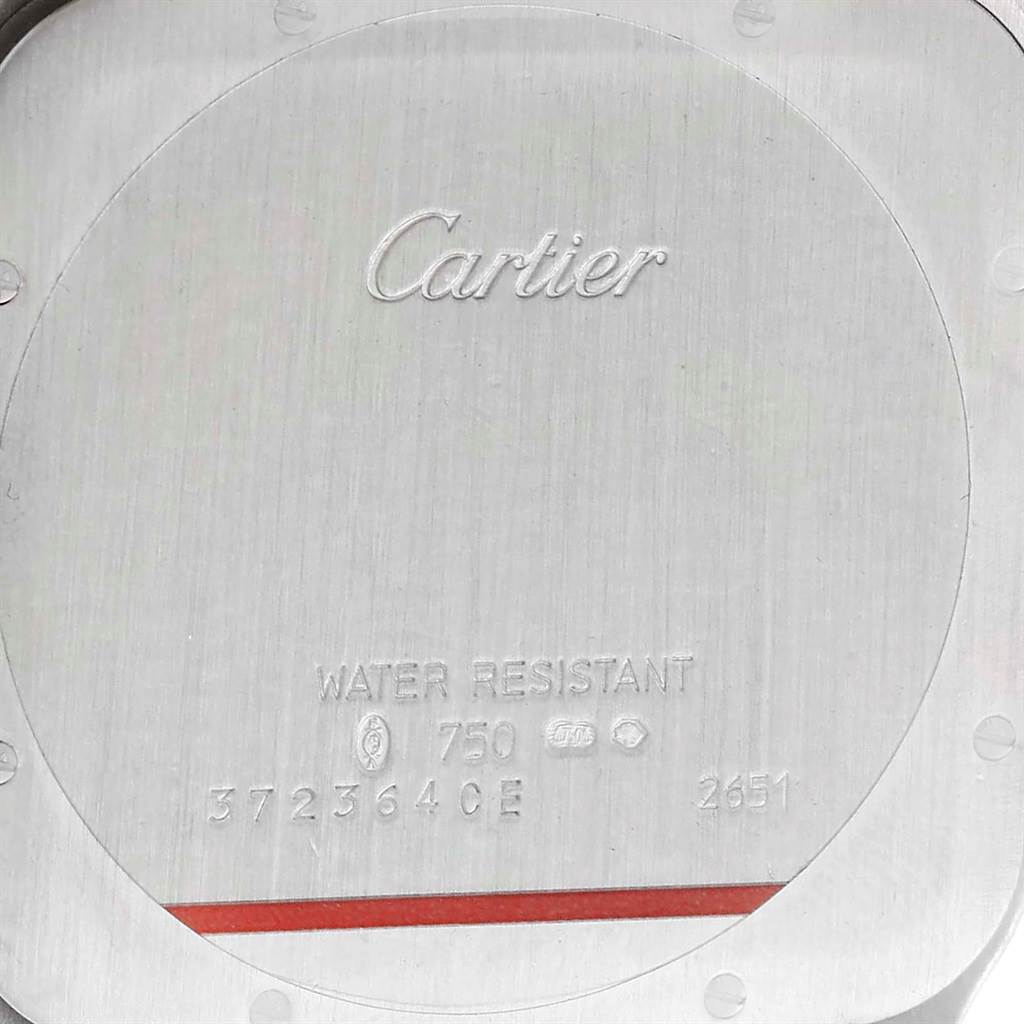 Cartier
WATER RESISTANT
750
372364CE 2651